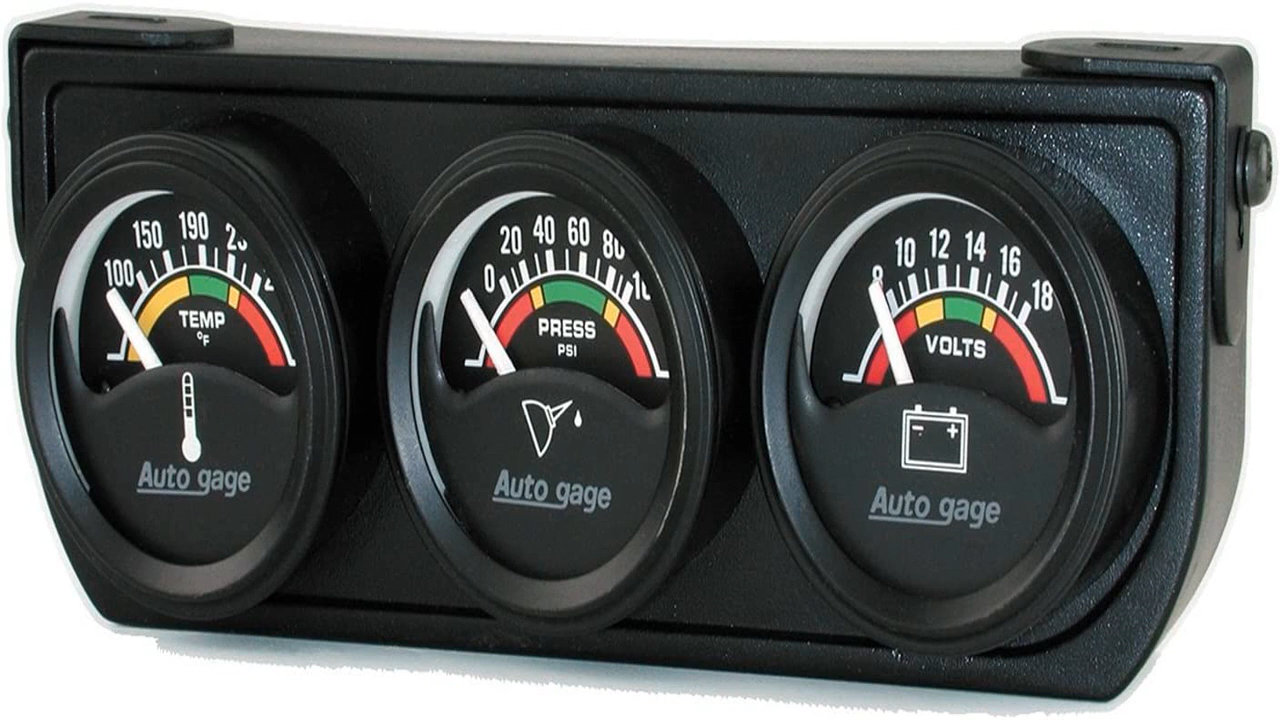 100 150 190
TEMP
°F
Auto gage
0 20 40 60 80
PRESS
PSI
Auto gage
8 10 12 14 16 18
VOLTS
- +
Auto gage